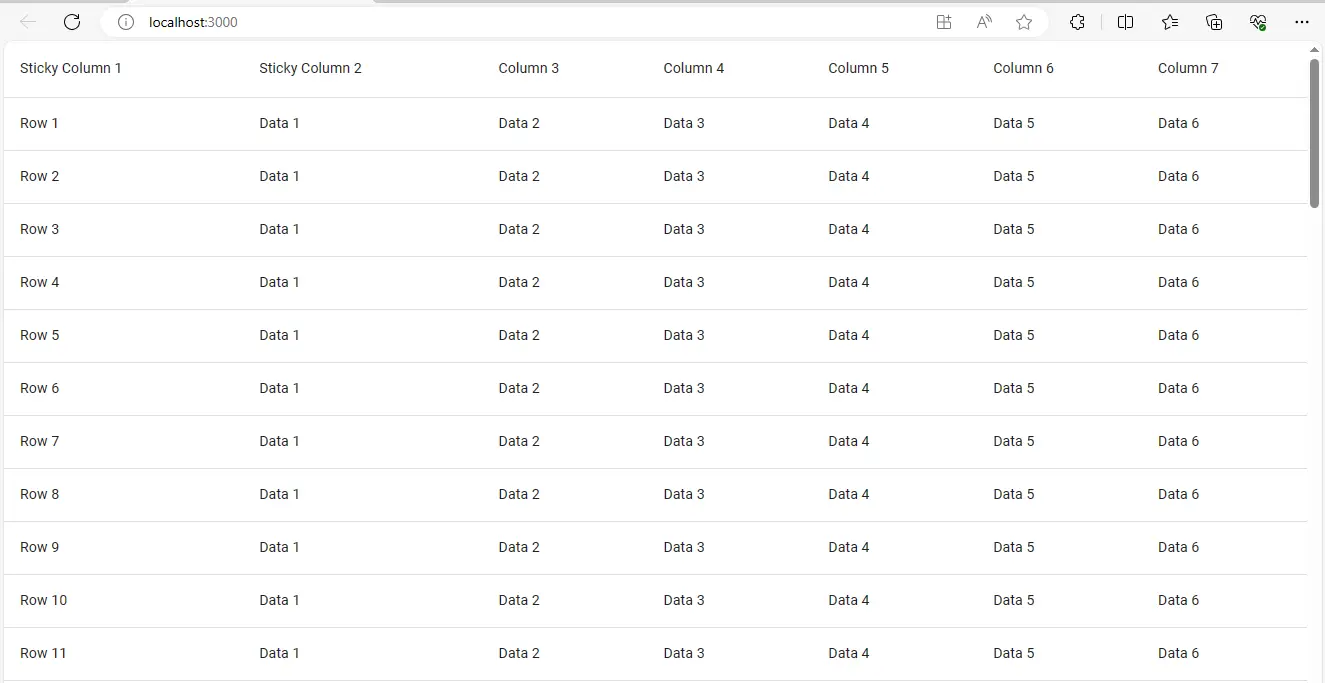 localhost:3000
Sticky Column 1 Sticky Column 2 Column 3 Column 4 Column 5 Column 6 Column 7
Row 1 Data 1 Data 2 Data 3 Data 4 Data 5 Data 6
Row 2 Data 1 Data 2 Data 3 Data 4 Data 5 Data 6
Row 3 Data 1 Data 2 Data 3 Data 4 Data 5 Data 6
Row 4 Data 1 Data 2 Data 3 Data 4 Data 5 Data 6
Row 5 Data 1 Data 2 Data 3 Data 4 Data 5 Data 6
Row 6 Data 1 Data 2 Data 3 Data 4 Data 5 Data 6
Row 7 Data 1 Data 2 Data 3 Data 4 Data 5 Data 6
Row 8 Data 1 Data 2 Data 3 Data 4 Data 5 Data 6
Row 9 Data 1 Data 2 Data 3 Data 4 Data 5 Data 6
Row 10 Data 1 Data 2 Data 3 Data 4 Data 5 Data 6
Row 11 Data 1 Data 2 Data 3 Data 4 Data 5 Data 6